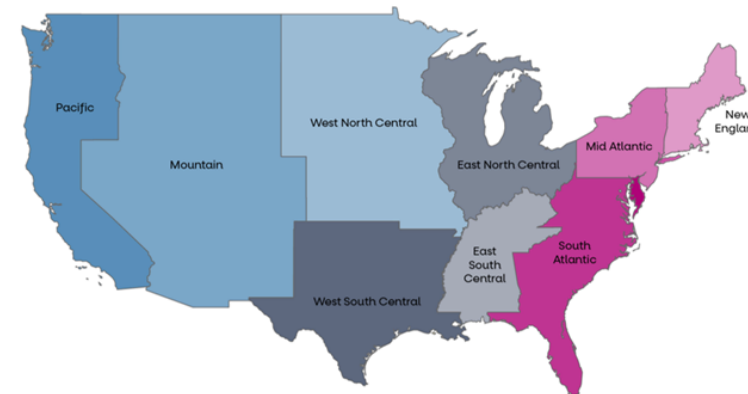 Pacific
Mountain
West North Central
East North Central
Mid Atlantic
New
Englan
East
South
Central
South
Atlantic
West South Central